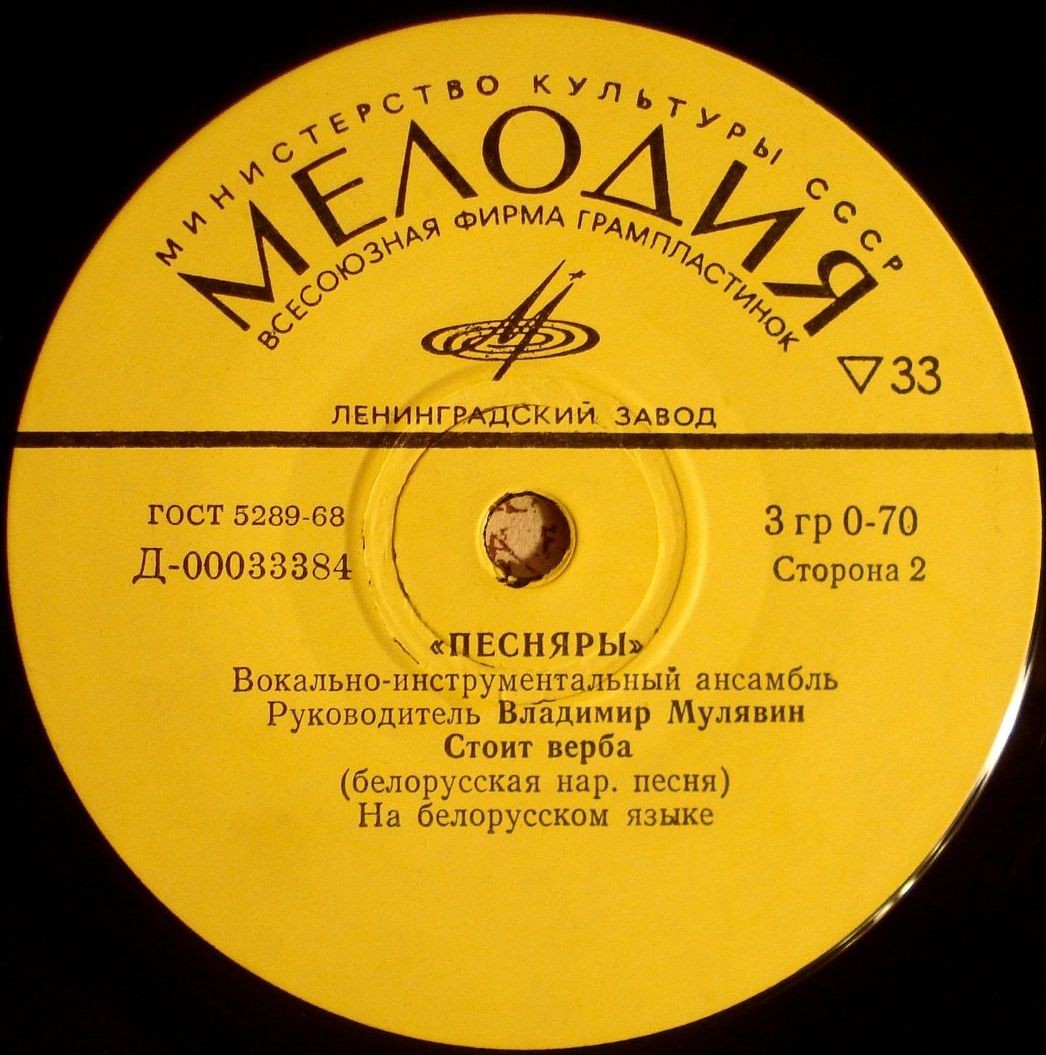 МИНИСТЕРСТВО КУЛЬТУРЫ СССР
МЕЛОДИЯ
ВСЕСОЮЗНАЯ ФИРМА ГРАМПЛАСТИНОК
▽33
ЛЕНИНГРАДСКИЙ ЗАВОД
ГОСТ 5289-68
Д-00033384
3 гр 0-70
Сторона 2
«ПЕСНЯРЫ»
Вокально-инструментальный ансамбль
Руководитель Владимир Мулявин
Стоит верба
(белорусская нар. песня)
На белорусском языке